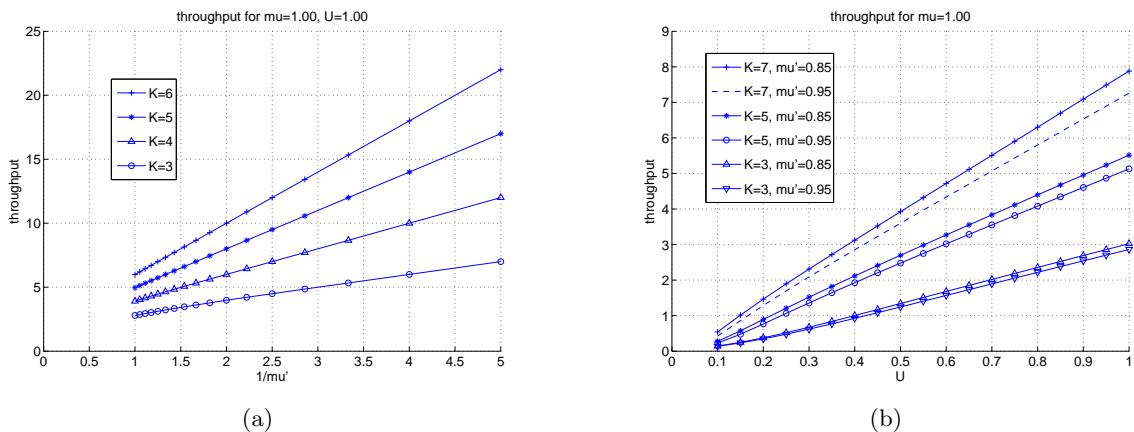 throughput for mu=1.00, U=1.00
25
20
15
10
5
0
throughput
K=6
K=5
K=4
K=3
0 0.5 1 1.5 2 2.5 3 3.5 4 4.5 5
1/mu'
(a)
throughput for mu=1.00
9
8
7
6
5
4
3
2
1
0
throughput
K=7, mu'=0.85
K=7, mu'=0.95
K=5, mu'=0.85
K=5, mu'=0.95
K=3, mu'=0.85
K=3, mu'=0.95
0 0.1 0.2 0.3 0.4 0.5 0.6 0.7 0.8 0.9 1
U
(b)